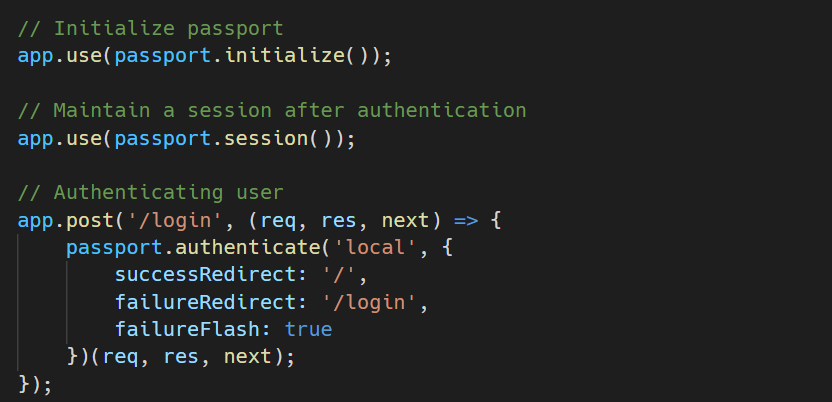 // Initialize passport
app.use(passport.initialize());
// Maintain a session after authentication
app.use(passport.session());
// Authenticating user
app.post('/login', (req, res, next) => {
    passport.authenticate('local', {
        successRedirect: '/',
        failureRedirect: '/login',
        failureFlash: true
    })(req, res, next);
});